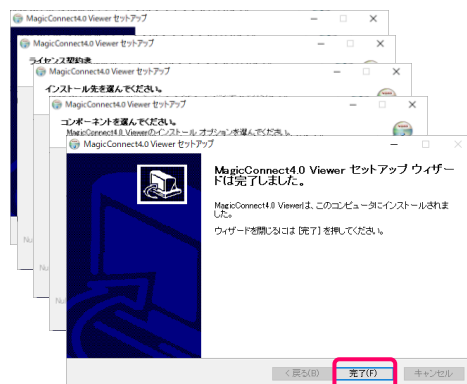 MagicConnect4.0 Viewer セットアップ
MagicConnect4.0 Viewer セットアップ
ライセンス契約書
MagicConnect4.0 Viewer セットアップ
インストール先を選んでください。
MagicConnect4.0 Viewer セットアップ
コンポーネントを選んでください。
MagicConnect4.0 Viewerのインストール オプションを選んでください。
MagicConnect4.0 Viewer セットアップ
MagicConnect4.0 Viewer セットアップ ウィザー
ドは完了しました。
MagicConnect4.0 Viewerは、このコンピュータにインストールされま
した。
ウィザードを閉じるには [完了] を押してください。
Nu
Nu
Nul
< 戻る(B)
完了(F)
キャンセル